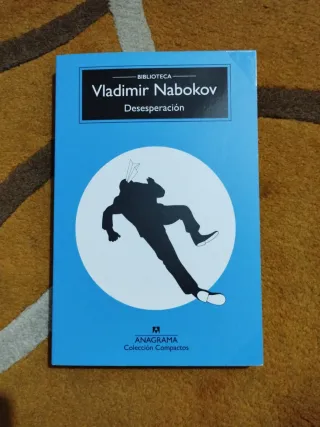 BIBLIOTECA
Vladimir Nabokov
Desesperación
ANAGRAMA
Colección Compactos